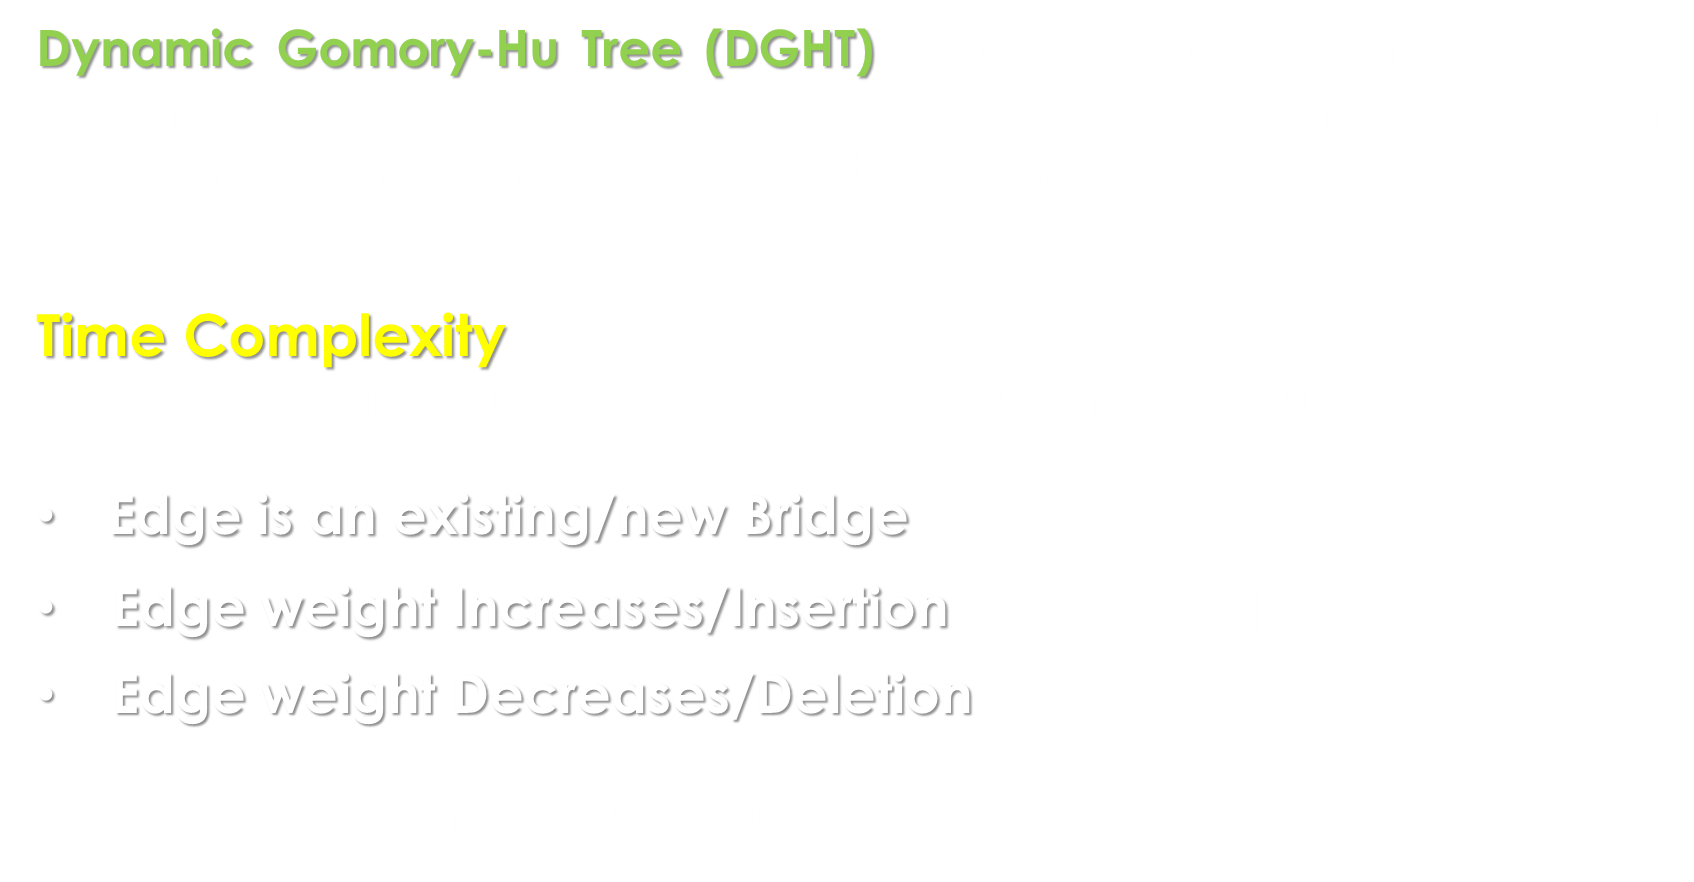 Dynamic Gomory-Hu Tree (DGHT)
Time Complexity
• Edge is an existing/new Bridge
• Edge weight Increases/Insertion
• Edge weight Decreases/Deletion